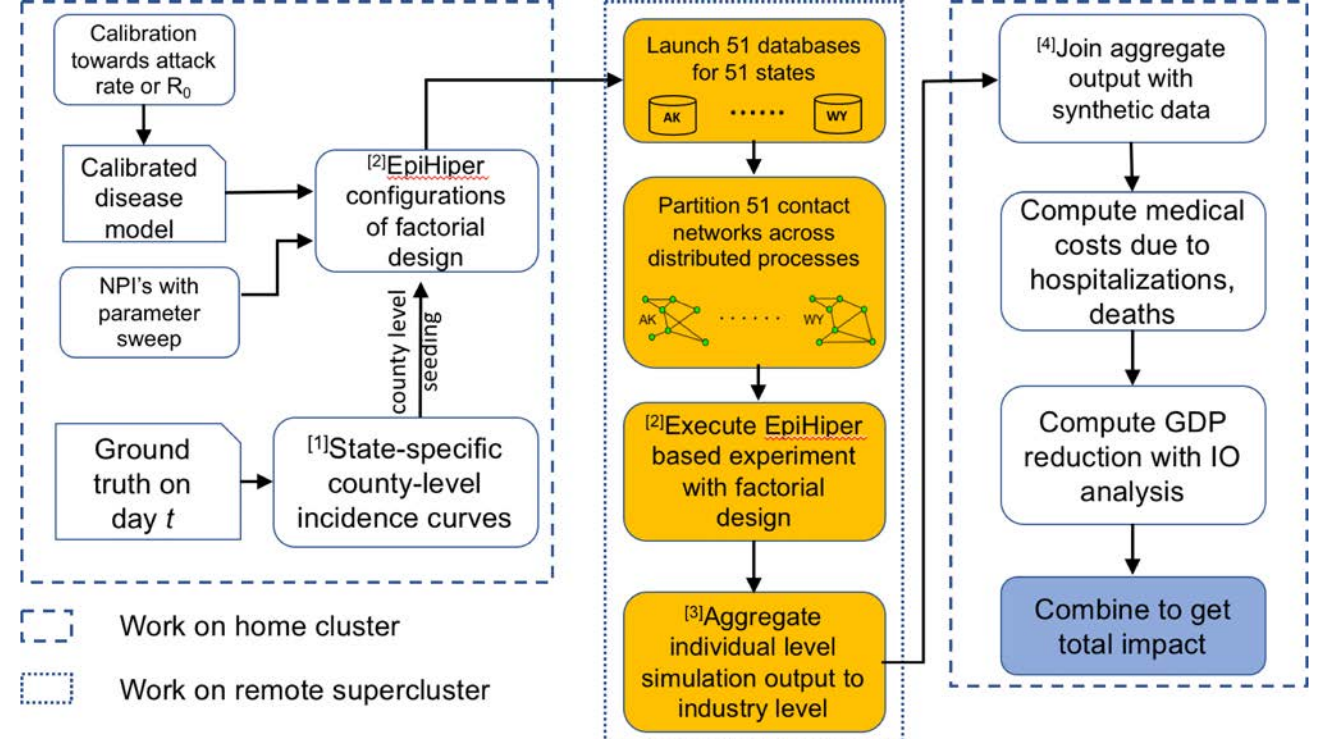 Calibration
towards attack
rate or R₀
Calibrated
disease
model
NPI's with
parameter
sweep
[2]EpiHiper
configurations
of factorial
design
county level
seeding
Ground
truth on
day t
[1]State-specific
county-level
incidence curves
Work on home cluster
Work on remote supercluster
Launch 51 databases
for 51 states
AK ...... WY
Partition 51 contact
networks across
distributed processes
AK ...... WY
[2]Execute EpiHiper
based experiment
with factorial
design
[3]Aggregate
individual level
simulation output to
industry level
[4]Join aggregate
output with
synthetic data
Compute medical
costs due to
hospitalizations,
deaths
Compute GDP
reduction with IO
analysis
Combine to get
total impact